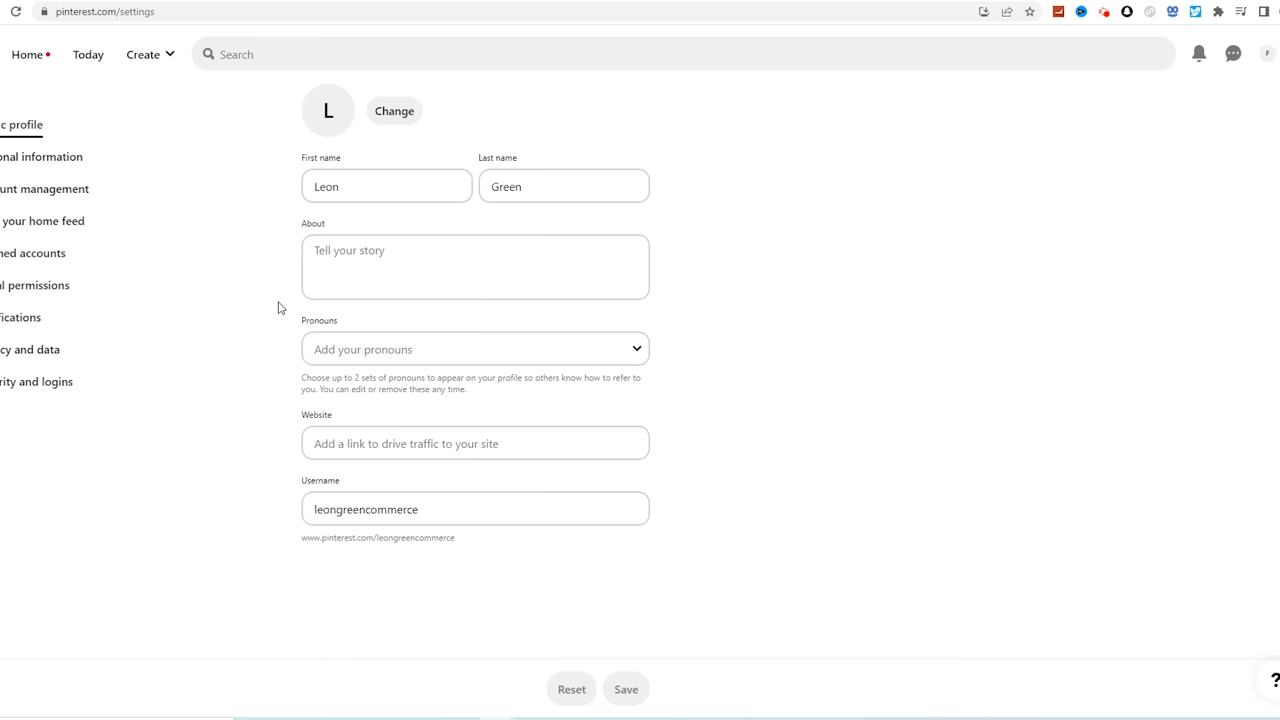 pinterest.com/settings
Home Today Create Search F
c profile
onal information
unt management
your home feed
ned accounts
l permissions
fications
cy and data
rity and logins
L Change
First name Last name
Leon Green
About
Tell your story
Pronouns
Add your pronouns
Choose up to 2 sets of pronouns to appear on your profile so others know how to refer to
you. You can edit or remove these any time.
Website
Add a link to drive traffic to your site
Username
leongreencommerce
www.pinterest.com/leongreencommerce
Reset Save
?